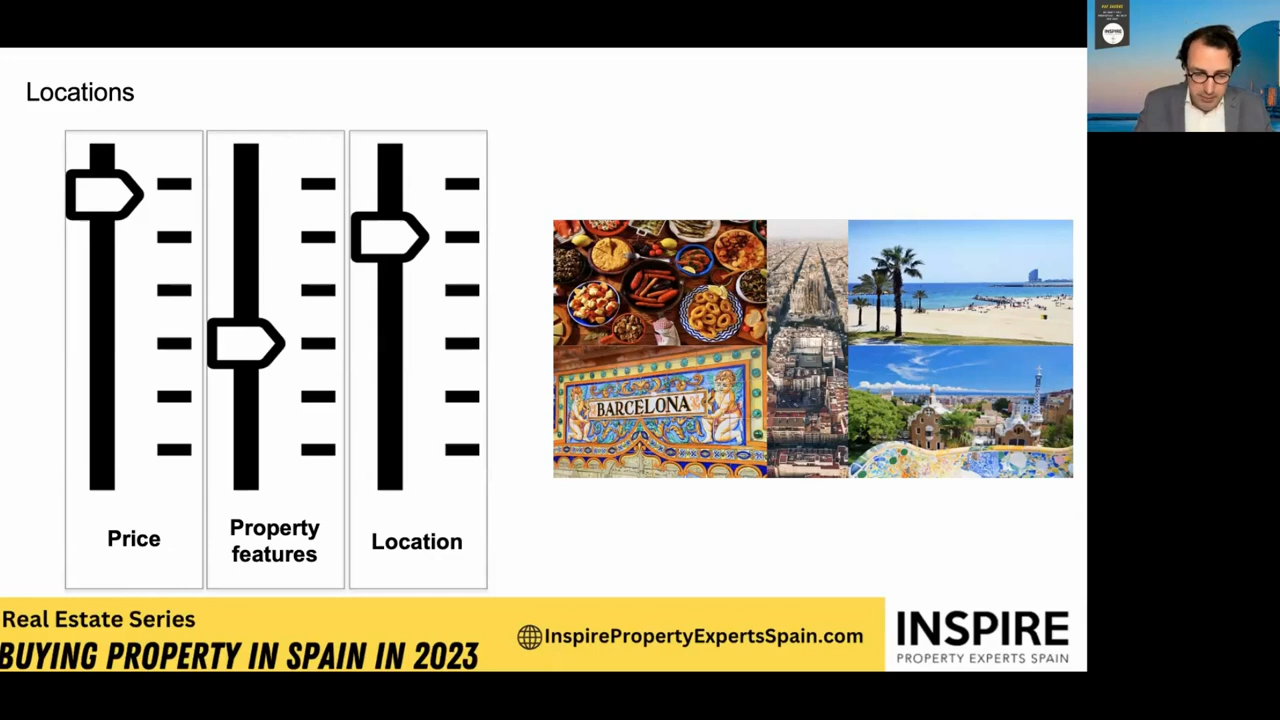 Locations
BARCELONA
Price
Property
features
Location
Real Estate Series
BUYING PROPERTY IN SPAIN IN 2023
InspirePropertyExpertsSpain.com
INSPIRE
PROPERTY EXPERTS SPAIN
INSPIRE